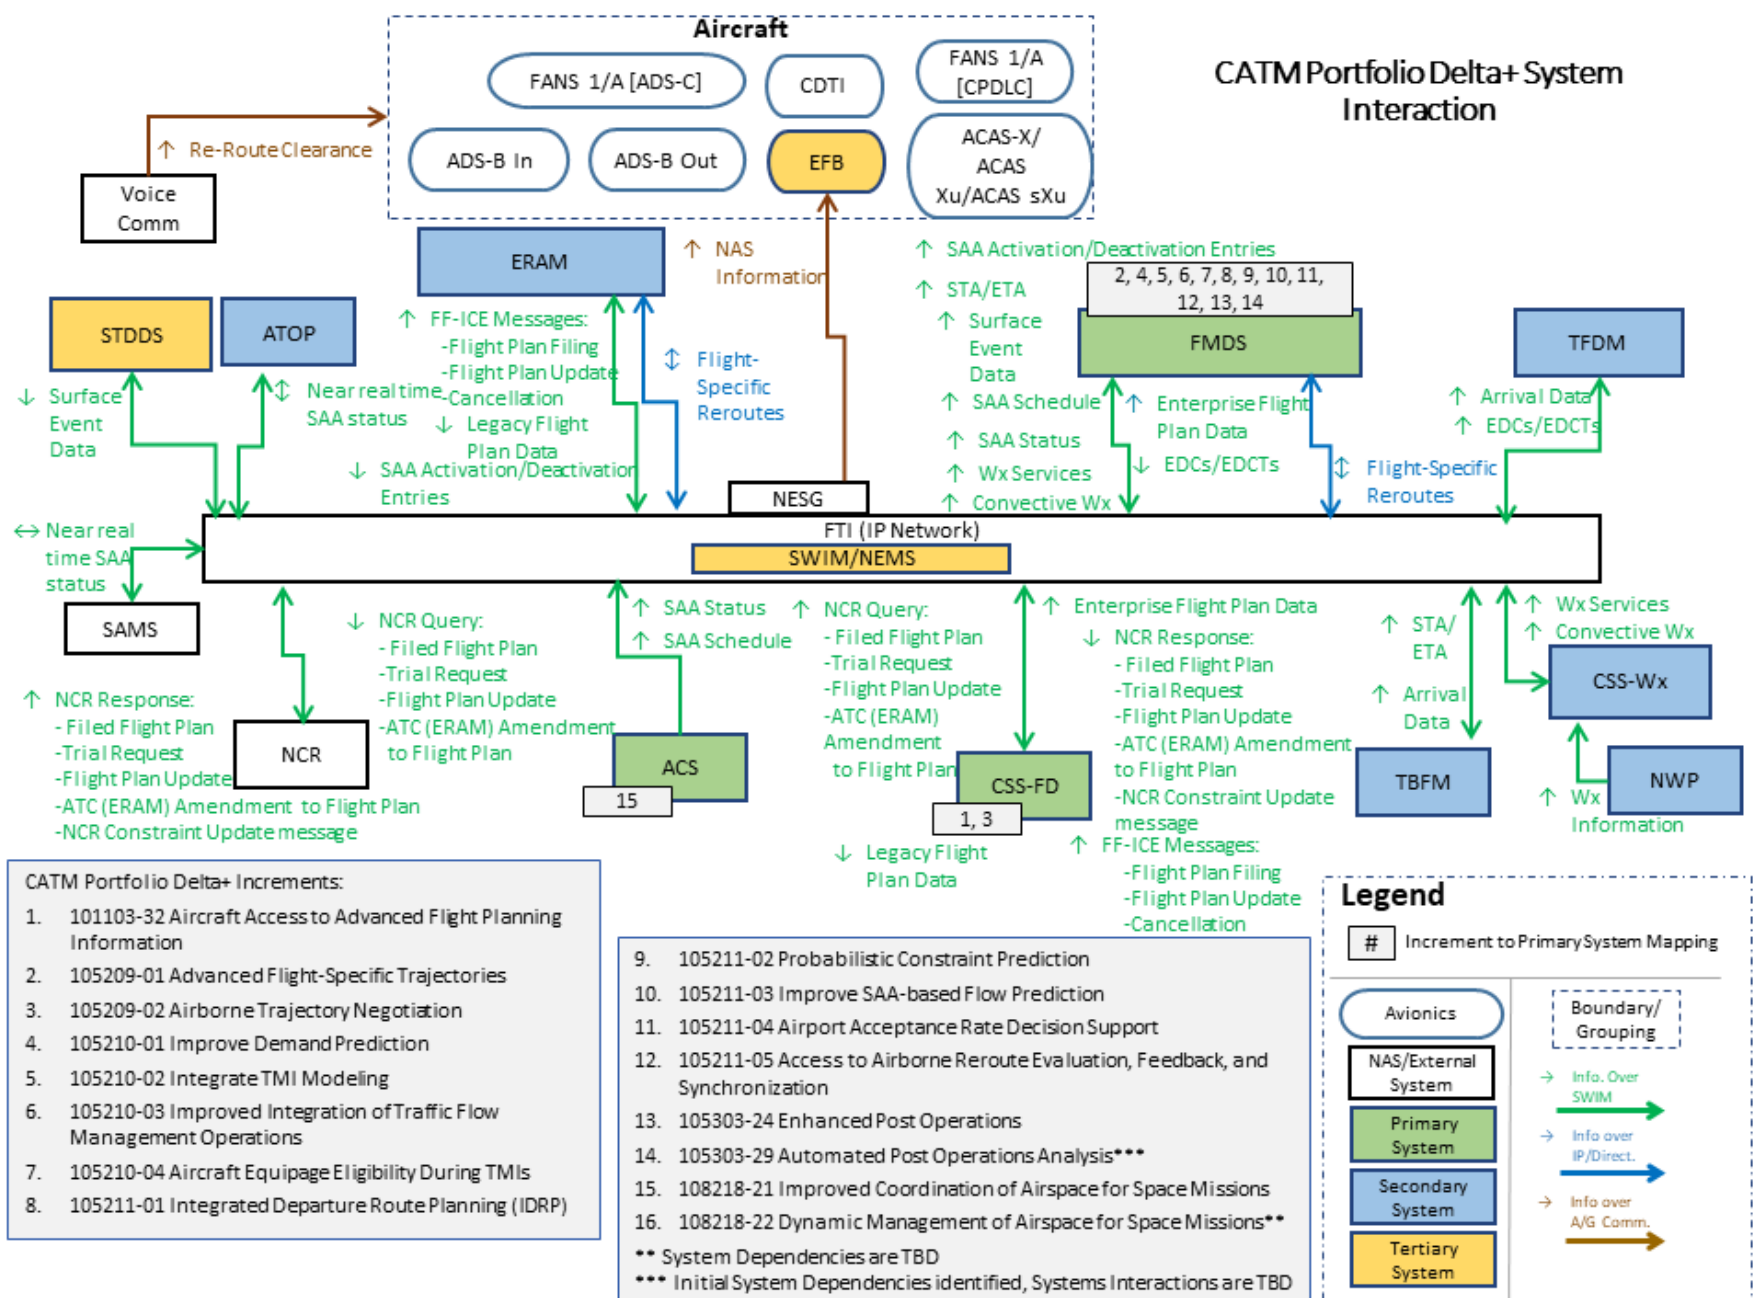 Aircraft
CATM Portfolio Delta+ System
Interaction
FANS 1/A [ADS-C]
CDTI
FANS 1/A
[CPDLC]
ADS-B In
ADS-B Out
EFB
ACAS-X/
ACAS
Xu/ACAS sXu
↑ Re-Route Clearance
Voice
Comm
ERAM
↑ NAS
Information
↑ SAA Activation/Deactivation Entries
↑ STA/ETA
↑ Surface
Event
Data
↑ SAA Schedule
↑ SAA Status
↑ Wx Services
↑ Convective Wx
2, 4, 5, 6, 7, 8, 9, 10, 11,
12, 13, 14
FMDS
TFDM
STDDS
ATOP
↑ FF-ICE Messages:
-Flight Plan Filing
-Flight Plan Update
-Cancellation
↓ Legacy Flight
Plan Data
↓ SAA Activation/Deactivation
Entries
↕ Flight-
Specific
Reroutes
↓ Surface
Event
Data
↕ Near real time
SAA status
↑ Enterprise Flight
Plan Data
↓ EDCs/EDCTs
↕ Flight-Specific
Reroutes
↑ Arrival Data
↑ EDCs/EDCTs
NESG
FTI (IP Network)
SWIM/NEMS
↔ Near real
time SAA
status
SAMS
↑ NCR Response:
- Filed Flight Plan
-Trial Request
-Flight Plan Update
-ATC (ERAM) Amendment to Flight Plan
-NCR Constraint Update message
NCR
↓ NCR Query:
- Filed Flight Plan
-Trial Request
-Flight Plan Update
-ATC (ERAM) Amendment
to Flight Plan
↑ SAA Status
↑ SAA Schedule
ACS
15
↑ NCR Query:
- Filed Flight Plan
-Trial Request
-Flight Plan Update
-ATC (ERAM)
Amendment
to Flight Plan
CSS-FD
1, 3
↓ Legacy Flight
Plan Data
↑ Enterprise Flight Plan Data
↓ NCR Response:
- Filed Flight Plan
-Trial Request
-Flight Plan Update
-ATC (ERAM) Amendment
to Flight Plan
-NCR Constraint Update
message
↑ FF-ICE Messages:
-Flight Plan Filing
-Flight Plan Update
-Cancellation
↑ STA/
ETA
↑ Arrival
Data
TBFM
↑ Wx Services
↑ Convective Wx
CSS-Wx
NWP
↑ Wx
Information
CATM Portfolio Delta+ Increments:
1. 101103-32 Aircraft Access to Advanced Flight Planning
Information
2. 105209-01 Advanced Flight-Specific Trajectories
3. 105209-02 Airborne Trajectory Negotiation
4. 105210-01 Improve Demand Prediction
5. 105210-02 Integrate TMI Modeling
6. 105210-03 Improved Integration of Traffic Flow
Management Operations
7. 105210-04 Aircraft Equipage Eligibility During TMIs
8. 105211-01 Integrated Departure Route Planning (IDRP)
9. 105211-02 Probabilistic Constraint Prediction
10. 105211-03 Improve SAA-based Flow Prediction
11. 105211-04 Airport Acceptance Rate Decision Support
12. 105211-05 Access to Airborne Reroute Evaluation, Feedback, and
Synchronization
13. 105303-24 Enhanced Post Operations
14. 105303-29 Automated Post Operations Analysis***
15. 108218-21 Improved Coordination of Airspace for Space Missions
16. 108218-22 Dynamic Management of Airspace for Space Missions**
** System Dependencies are TBD
*** Initial System Dependencies identified, Systems Interactions are TBD
Legend
# Increment to Primary System Mapping
Avionics
NAS/External
System
Primary
System
Secondary
System
Tertiary
System
Boundary/
Grouping
→ Info. Over
SWIM
→ Info over
IP/Direct.
→ Info over
A/G Comm.